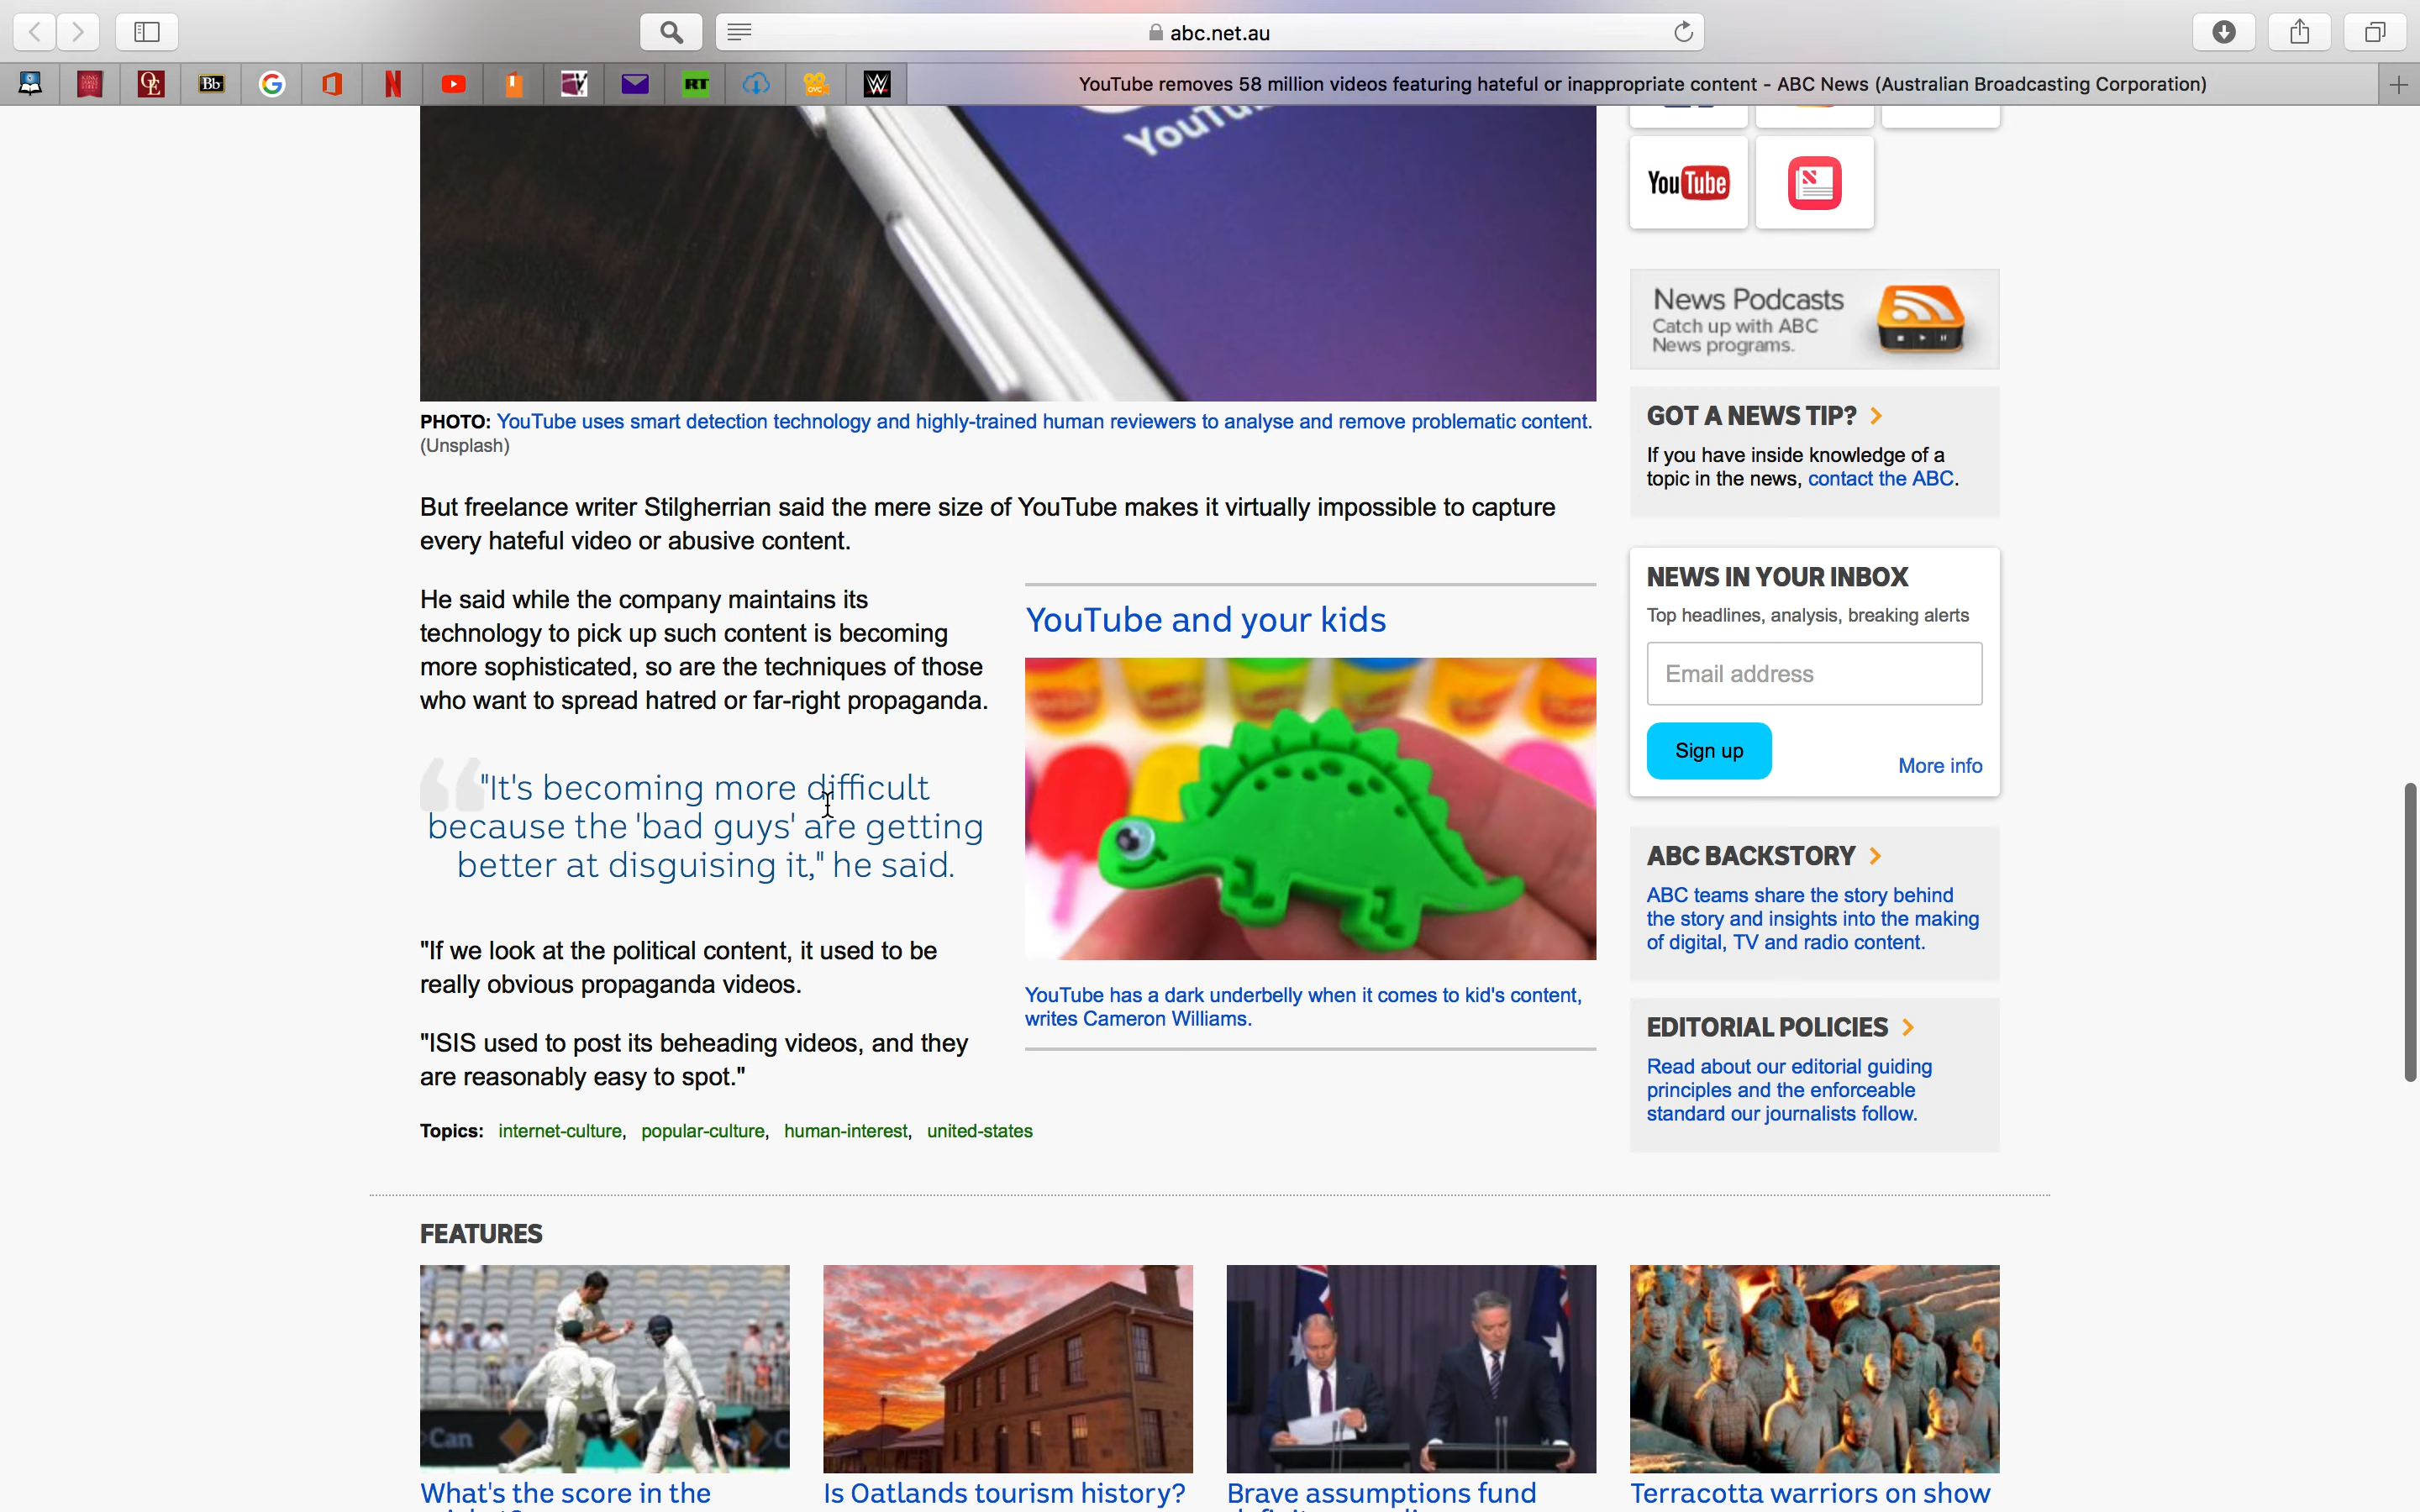 abc.net.au
Bb
G
N
RT
OVC
W
YouTube removes 58 million videos featuring hateful or inappropriate content - ABC News (Australian Broadcasting Corporation)
YouTu
YouTube
N
PHOTO: YouTube uses smart detection technology and highly-trained human reviewers to analyse and remove problematic content.
(Unsplash)
But freelance writer Stilgherrian said the mere size of YouTube makes it virtually impossible to capture
every hateful video or abusive content.
He said while the company maintains its
technology to pick up such content is becoming
more sophisticated, so are the techniques of those
who want to spread hatred or far-right propaganda.
"It's becoming more difficult
because the 'bad guys' are getting
better at disguising it," he said.
"If we look at the political content, it used to be
really obvious propaganda videos.
"ISIS used to post its beheading videos, and they
are reasonably easy to spot."
YouTube and your kids
YouTube has a dark underbelly when it comes to kid's content,
writes Cameron Williams.
Topics: internet-culture, popular-culture, human-interest, united-states
News Podcasts
Catch up with ABC
News programs.
GOT A NEWS TIP?
If you have inside knowledge of a
topic in the news, contact the ABC.
NEWS IN YOUR INBOX
Top headlines, analysis, breaking alerts
Email address
Sign up
More info
ABC BACKSTORY
ABC teams share the story behind
the story and insights into the making
of digital, TV and radio content.
EDITORIAL POLICIES
Read about our editorial guiding
principles and the enforceable
standard our journalists follow.
FEATURES
Can
What's the score in the
Is Oatlands tourism history?
Brave assumptions fund
Terracotta warriors on show